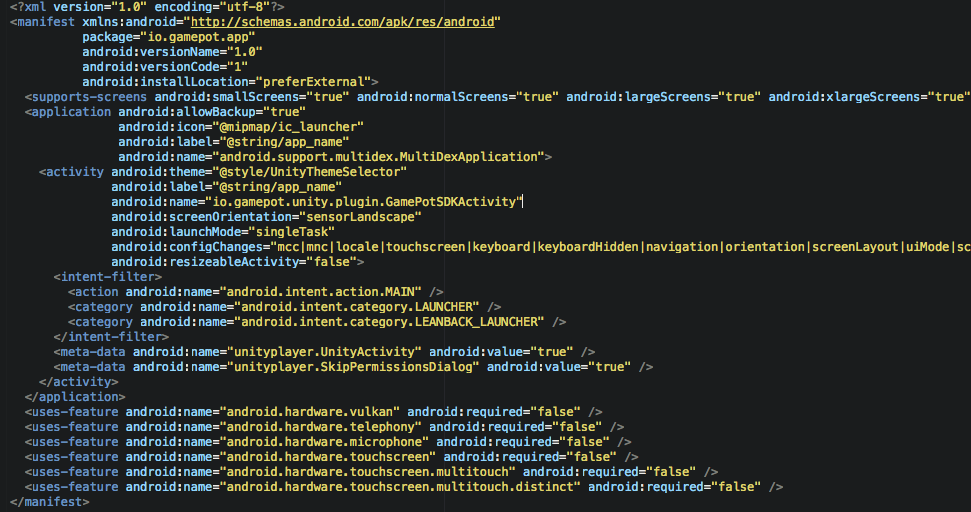 <?xml version="1.0" encoding="utf-8"?>
<manifest xmlns:android="http://schemas.android.com/apk/res/android"
package="io.gamepot.app"
android:versionName="1.0"
android:versionCode="1"
android:installLocation="preferExternal">
<supports-screens android:smallScreens="true" android:normalScreens="true" android:largeScreens="true" android:xlargeScreens="true"
<application android:allowBackup="true"
android:icon="@mipmap/ic_launcher"
android:label="@string/app_name"
android:name="android.support.multidex.MultiDexApplication">
<activity android:theme="@style/UnityThemeSelector"
android:label="@string/app_name"
android:name="io.gamepot.unity.plugin.GamePotSDKActivity"
android:screenOrientation="sensorLandscape"
android:launchMode="singleTask"
android:configChanges="mcc|mnc|locale|touchscreen|keyboard|keyboardHidden|navigation|orientation|screenLayout|uiMode|sc
android:resizeableActivity="false">
<intent-filter>
<action android:name="android.intent.action.MAIN" />
<category android:name="android.intent.category.LAUNCHER" />
<category android:name="android.intent.category.LEANBACK_LAUNCHER" />
</intent-filter>
<meta-data android:name="unityplayer.UnityActivity" android:value="true" />
<meta-data android:name="unityplayer.SkipPermissionsDialog" android:value="true" />
</activity>
</application>
<uses-feature android:name="android.hardware.vulkan" android:required="false" />
<uses-feature android:name="android.hardware.telephony" android:required="false" />
<uses-feature android:name="android.hardware.microphone" android:required="false" />
<uses-feature android:name="android.hardware.touchscreen" android:required="false" />
<uses-feature android:name="android.hardware.touchscreen.multitouch" android:required="false" />
<uses-feature android:name="android.hardware.touchscreen.multitouch.distinct" android:required="false" />
</manifest>